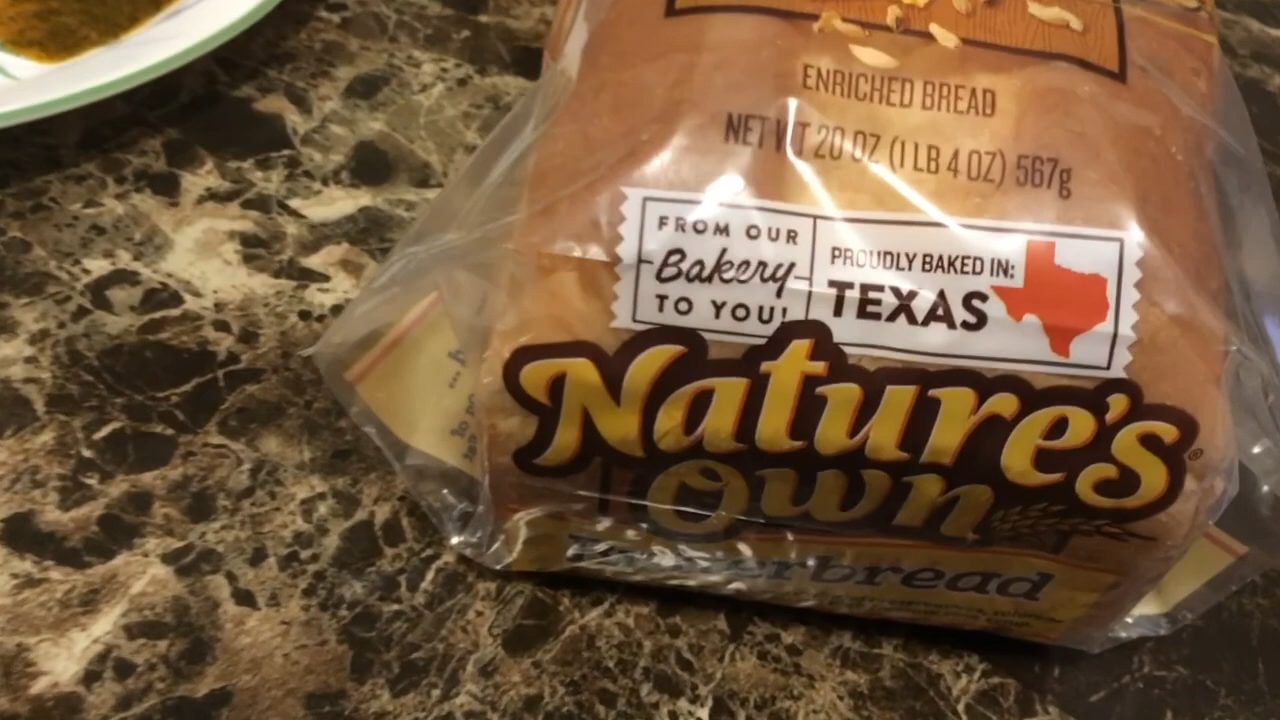 ENRICHED BREAD
NET WT 20 OZ (1 LB 4 OZ) 567g
FROM OUR
Bakery
TO YOU!
PROUDLY BAKED IN:
TEXAS
Nature's
Own®